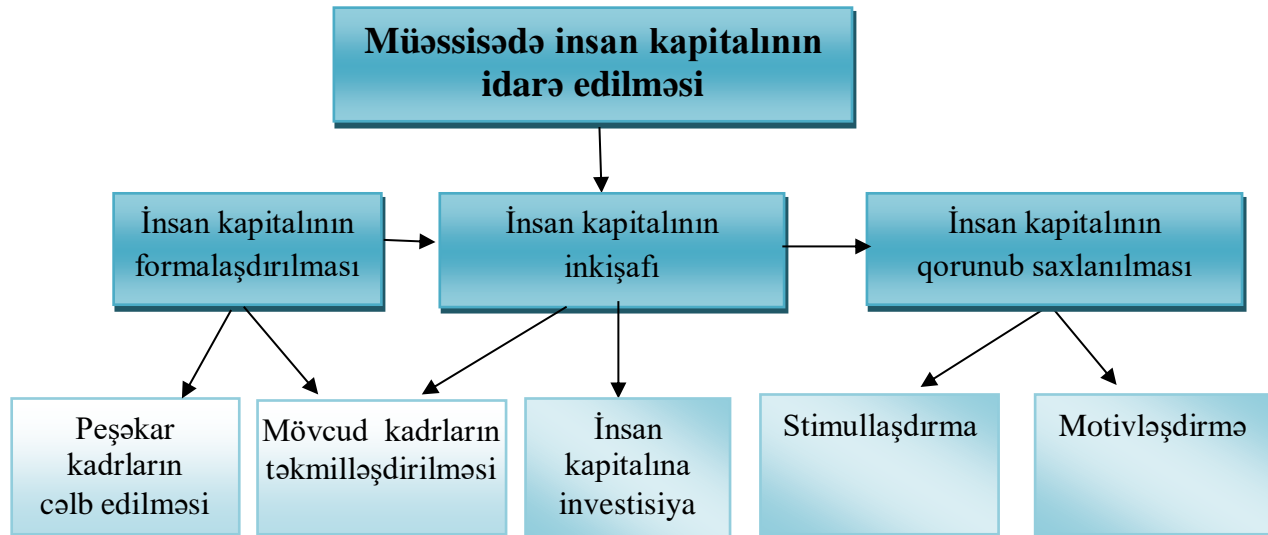 Müəssisədə insan kapitalının
idarə edilməsi
İnsan kapitalının
formalaşdırılması
İnsan kapitalının
inkişafı
İnsan kapitalının
qorunub saxlanılması
Peşəkar
kadrların
cəlb edilməsi
Mövcud kadrların
təkmilləşdirilməsi
İnsan
kapitalına
investisiya
Stimullaşdırma
Motivləşdirmə